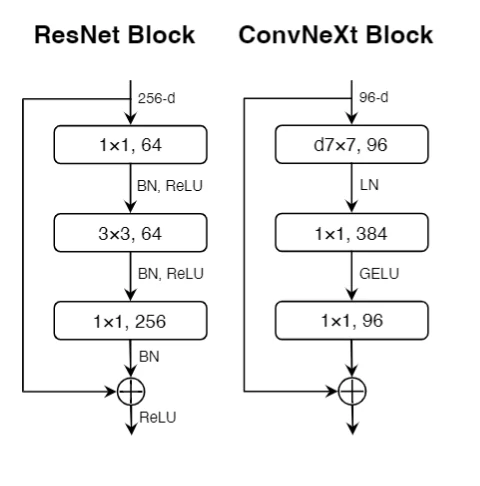 ResNet Block
256-d
1×1, 64
BN, ReLU
3×3, 64
BN, ReLU
1×1, 256
BN
ReLU
ConvNeXt Block
96-d
d7×7, 96
LN
1×1, 384
GELU
1×1, 96